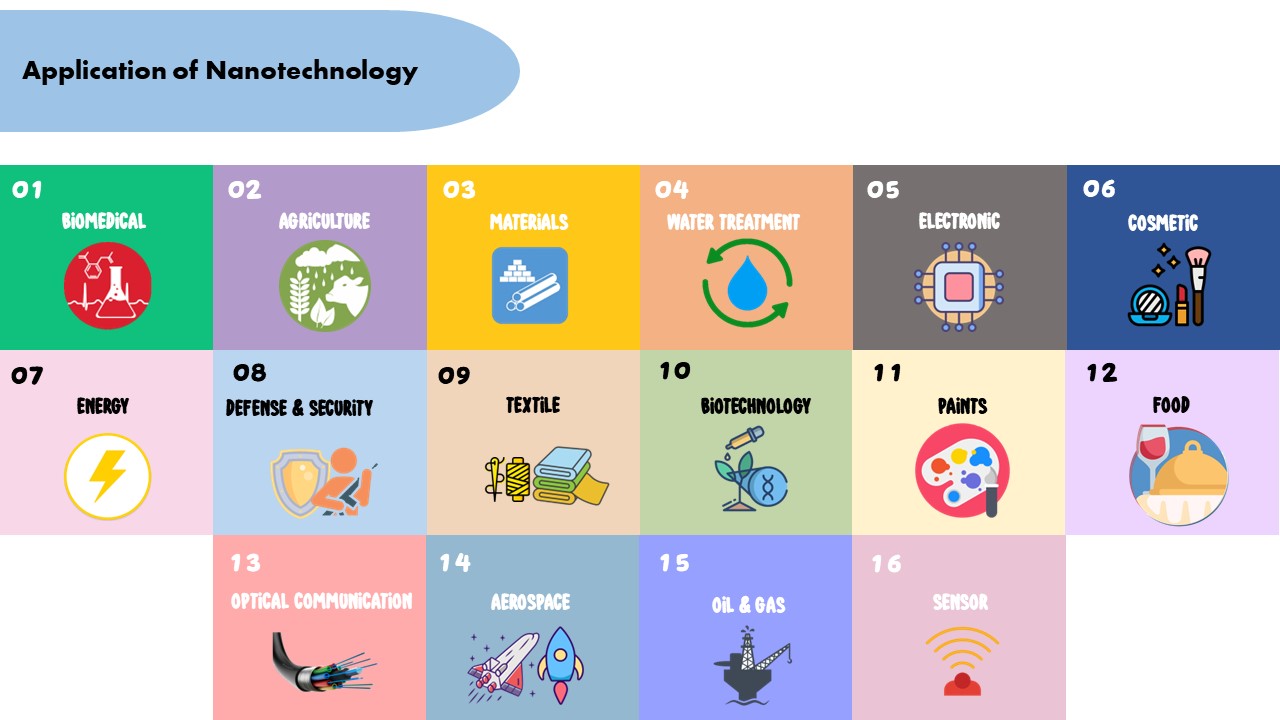 Application of Nanotechnology
01
BIOMEDICAL
02
AGRICULTURE
03
MATERIALS
04
WATER TREATMENT
05
ELECTRONIC
06
COSMETIC
07
ENERGY
08
DEFENSE & SECURITY
09
TEXTILE
10
BIOTECHNOLOGY
11
PAINTS
12
FOOD
13
OPTICAL COMMUNICATION
14
AEROSPACE
15
OIL & GAS
16
SENSOR